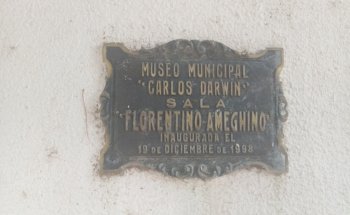 MUSEO MUNICIPAL
"CARLOS DARWIN"
SALA
"FLORENTINO AMEGHINO"
INAUGURADA EL
19 DE DICIEMBRE DE 1998